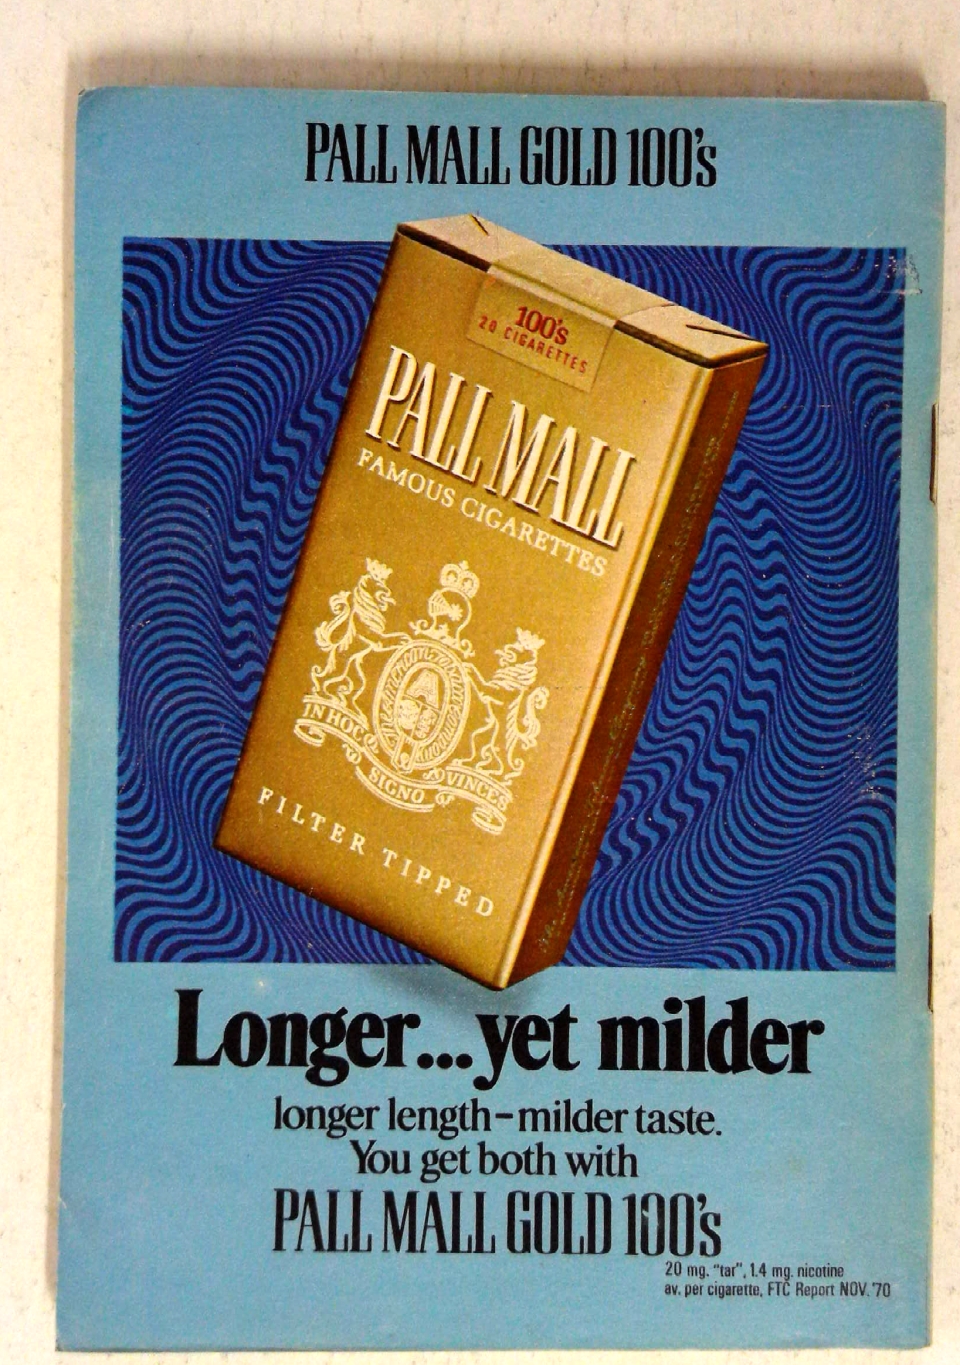 PALL MALL GOLD 100's
100's
20 CIGARETTES
PALL MALL
FAMOUS CIGARETTES
IN HOC
SIGNO
VINCES
FILTER TIPPED
Longer...yet milder
longer length–milder taste.
You get both with
PALL MALL GOLD 100's
20 mg. "tar", 1.4 mg. nicotine
av. per cigarette, FTC Report NOV. '70